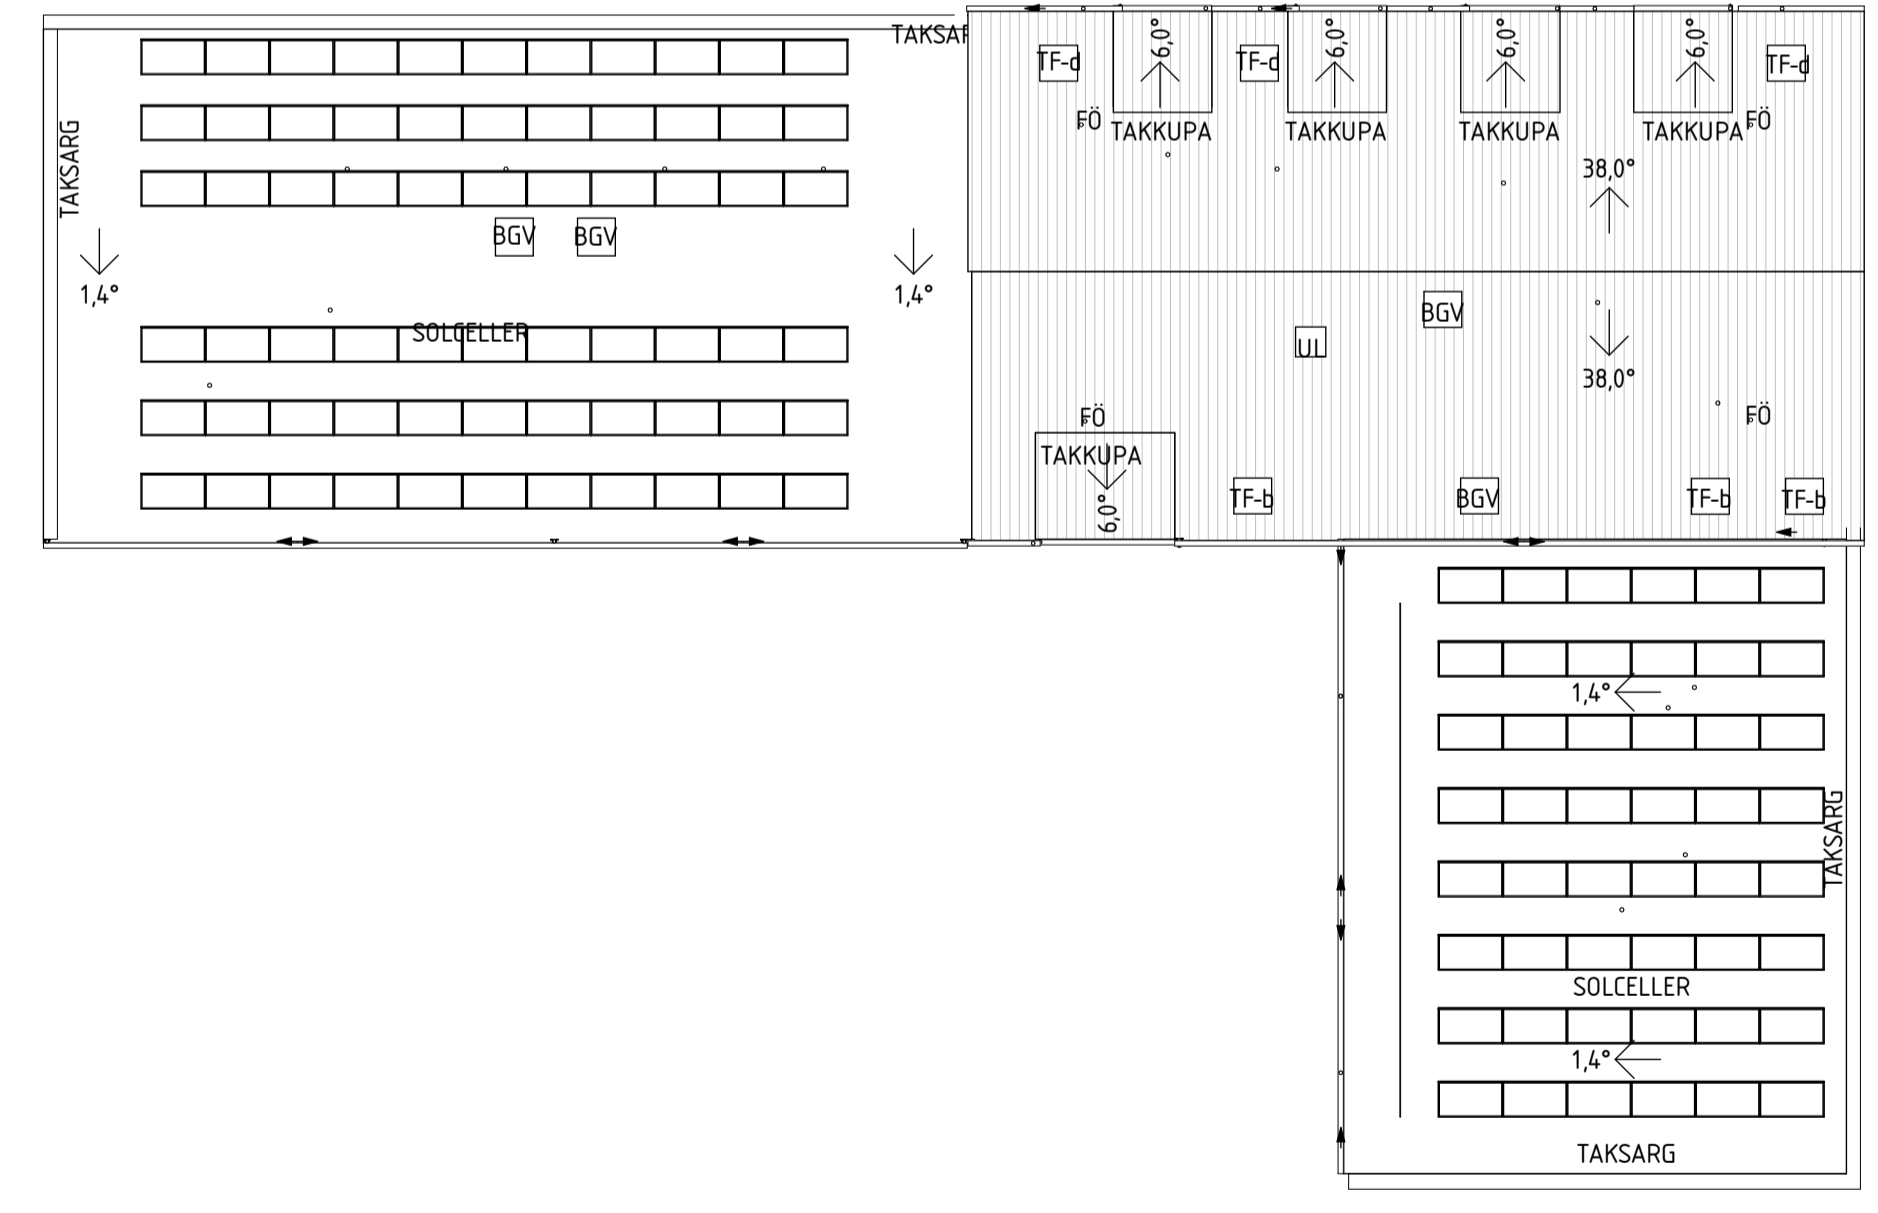 TAKSAR
6,0°
6,0°
6,0°
6,0°
TF-d
TF-d
TF-d
FÖ
TAKKUPA
TAKKUPA
TAKKUPA
TAKKUPA
FÖ
TAKSARG
38,0°
BGV
BGV
1,4°
1,4°
BGV
SOLCELLER
UL
38,0°
FÖ
FÖ
TAKKUPA
6,0°
TF-b
BGV
TF-b
TF-b
1,4°
TAKSARG
SOLCELLER
1,4°
TAKSARG